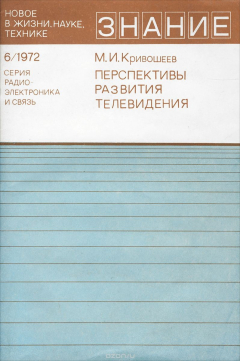 НОВОЕ
В ЖИЗНИ, НАУКЕ,
ТЕХНИКЕ
ЗНАНИЕ
6/1972
СЕРИЯ
РАДИО-
ЭЛЕКТРОНИКА
И СВЯЗЬ
М.И.Кривошеев
ПЕРСПЕКТИВЫ
РАЗВИТИЯ
ТЕЛЕВИДЕНИЯ